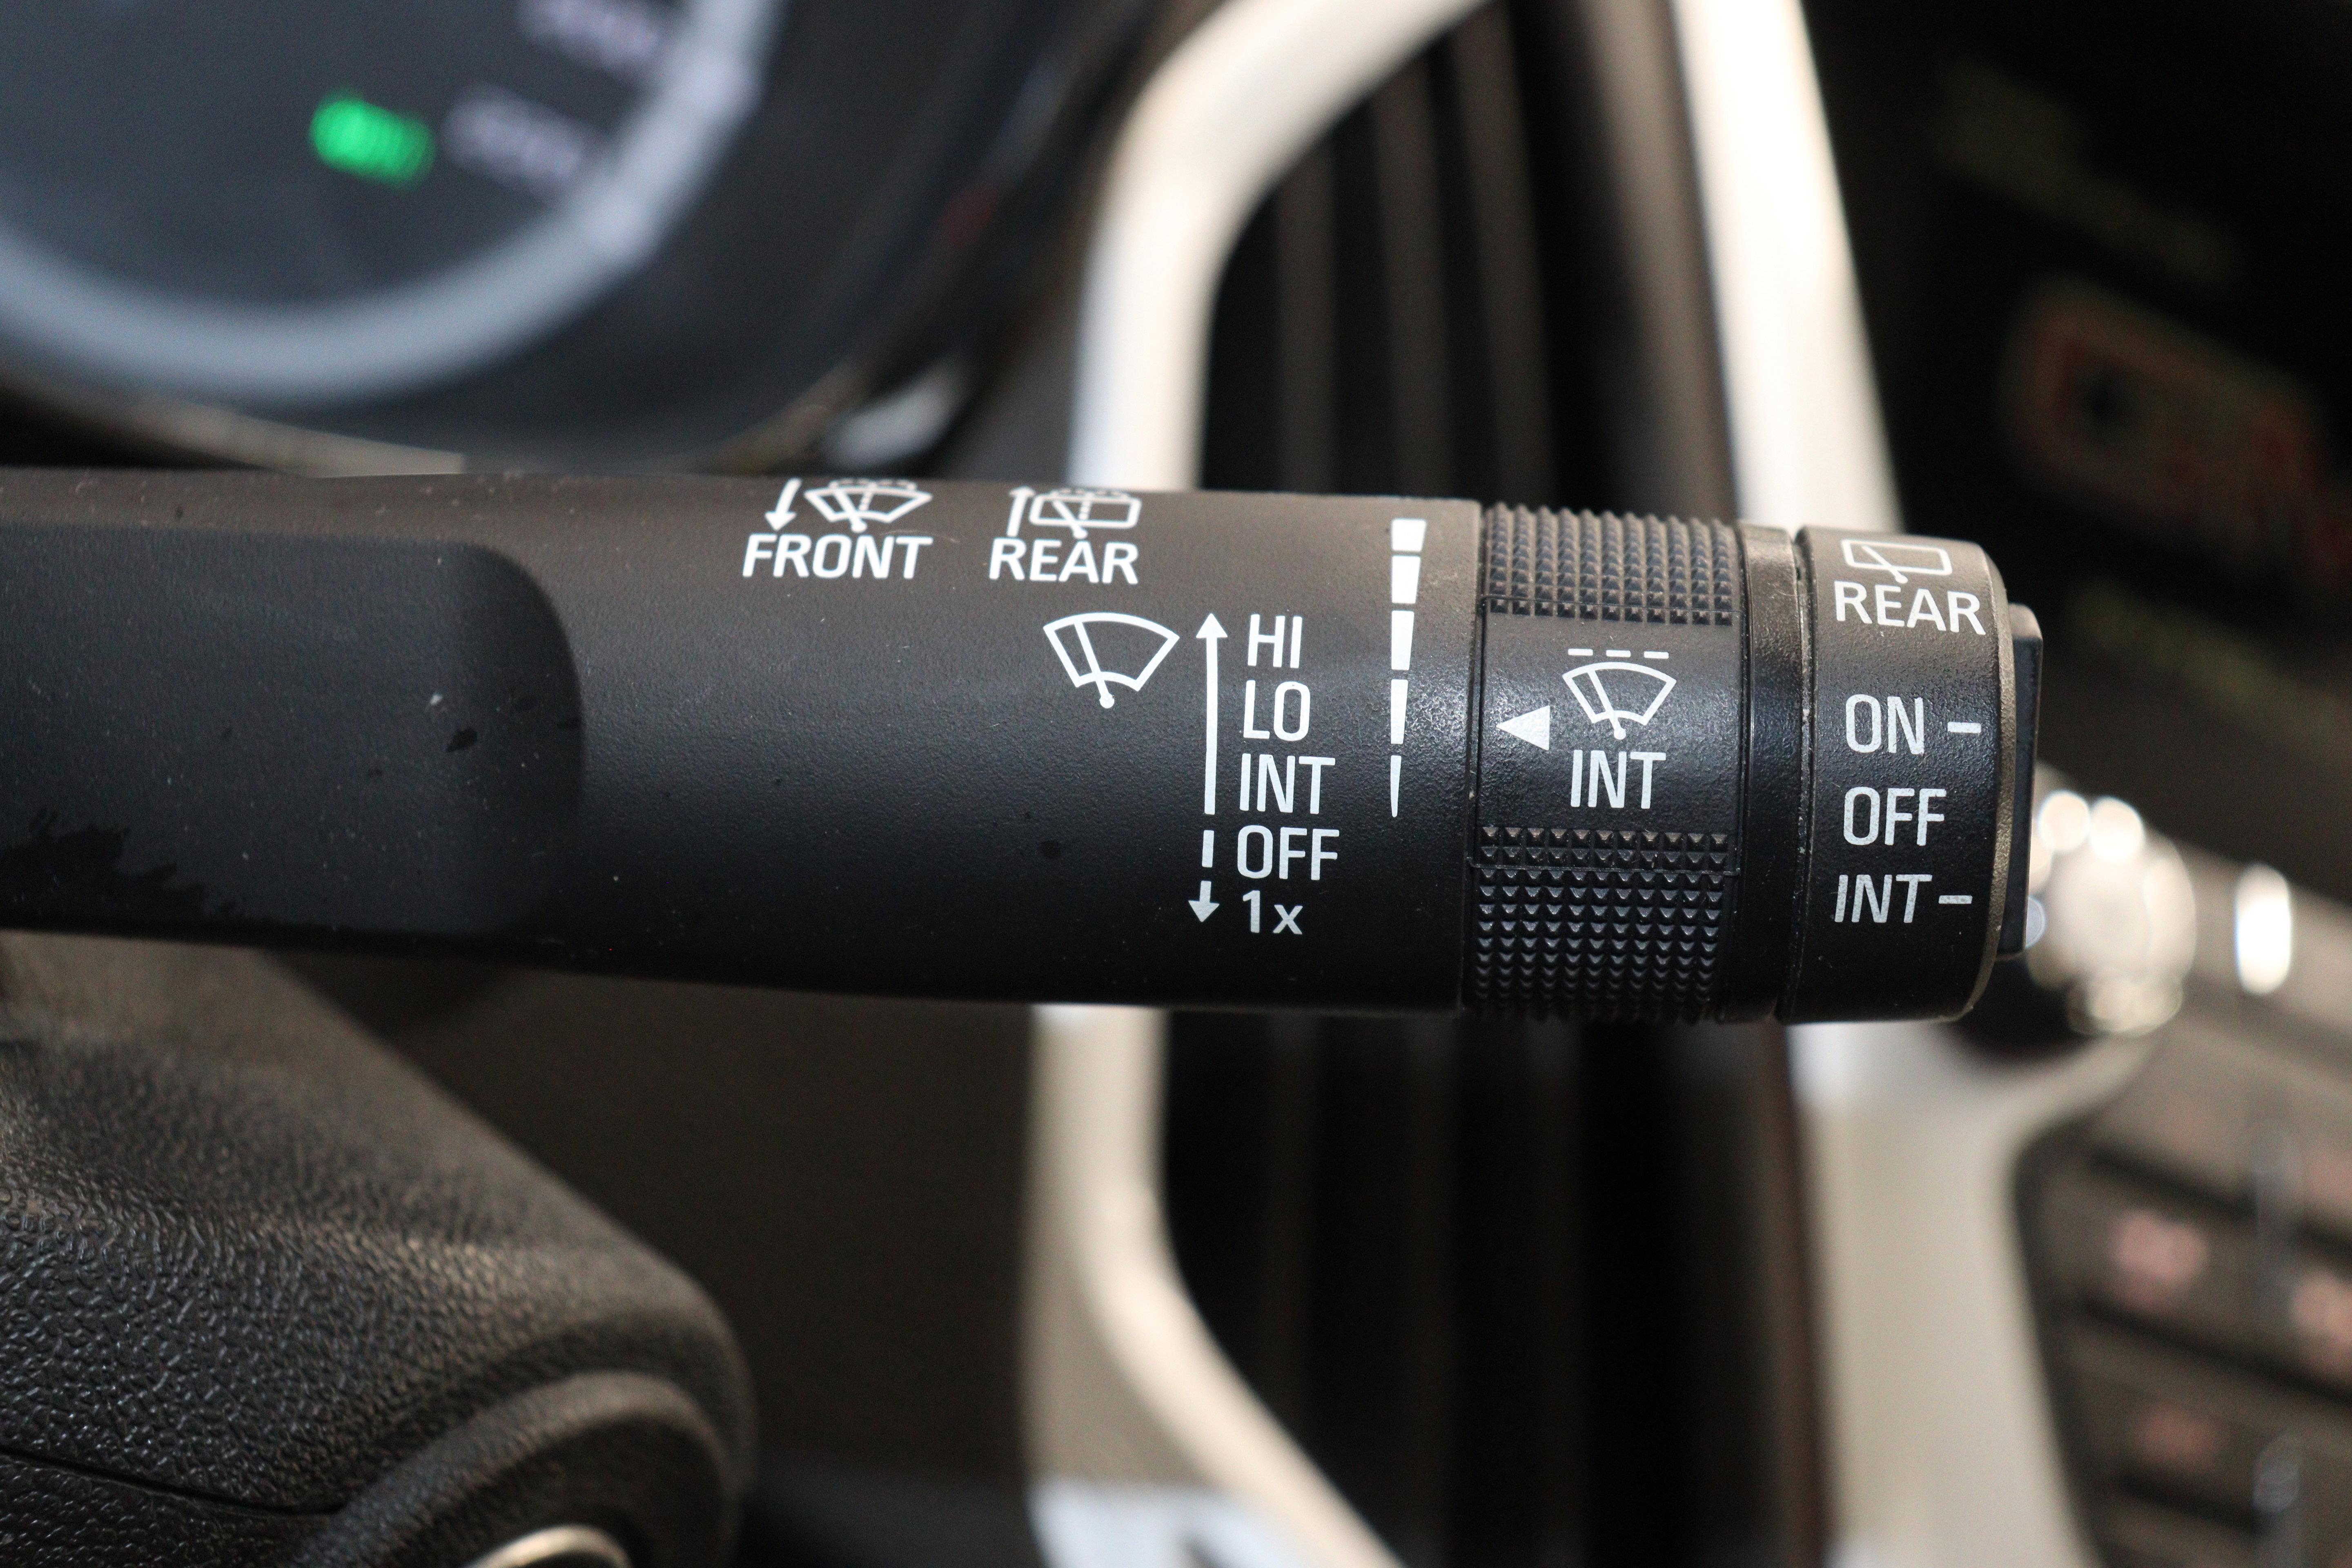 FRONT
REAR
HI
LO
INT
OFF
1x
INT
REAR
ON
OFF
INT